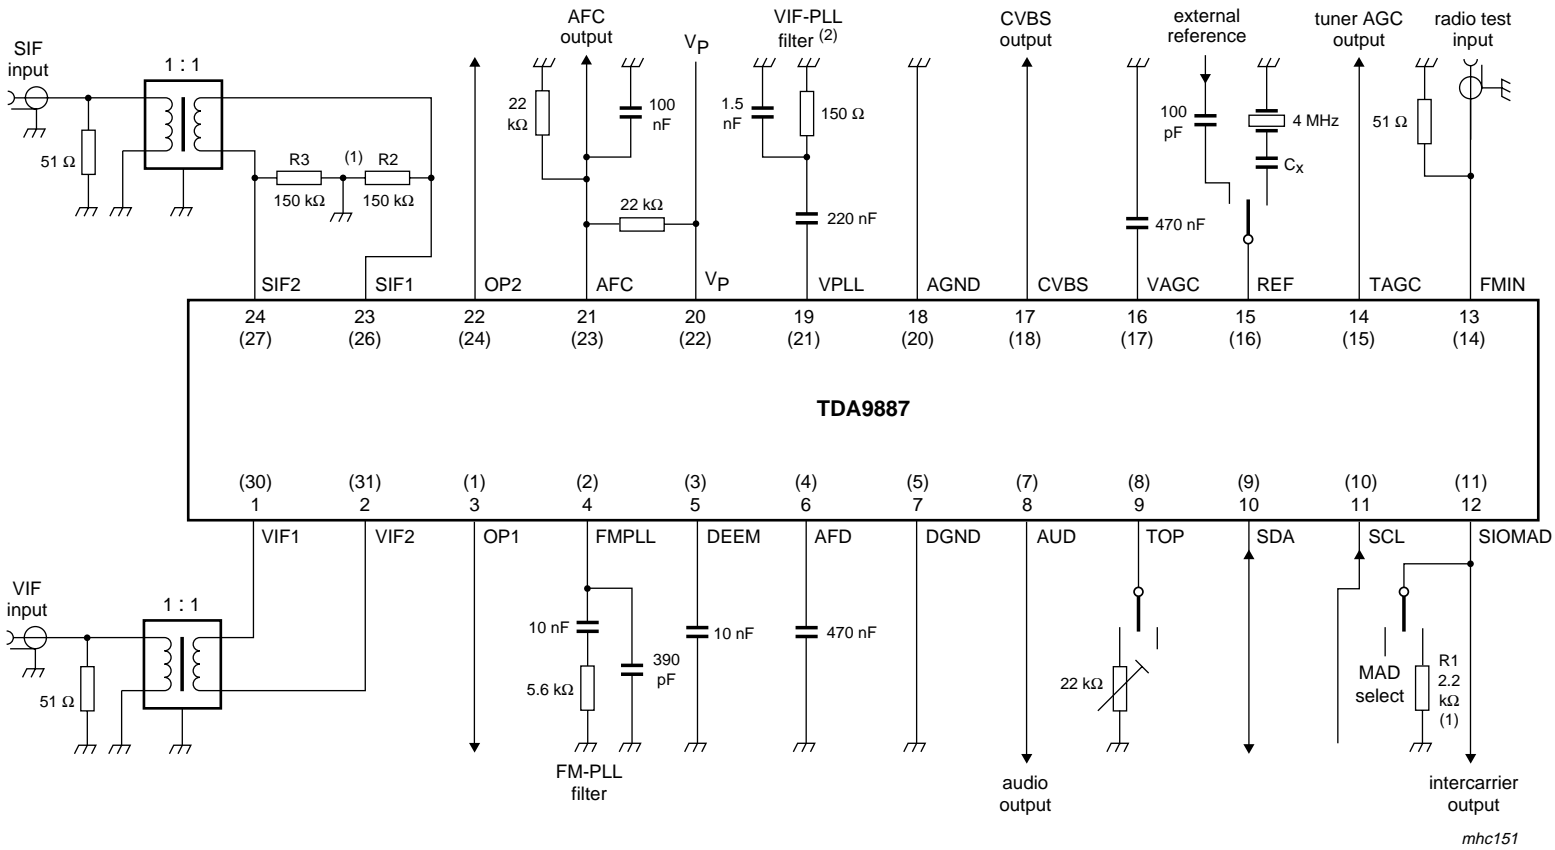 AFC
output
VIF-PLL
filter (2)
CVBS
output
external
reference
tuner AGC
output
radio test
input
SIF
input
1 : 1
VP
22
kΩ
100
nF
1.5
nF
150 Ω
100
pF
4 MHz
51 Ω
51 Ω
R3
(1)
R2
CX
150 kΩ
150 kΩ
22 kΩ
220 nF
470 nF
SIF2
SIF1
OP2
AFC
VP
VPLL
AGND
CVBS
VAGC
REF
TAGC
FMIN
24
23
22
21
20
19
18
17
16
15
14
13
(27)
(26)
(24)
(23)
(22)
(21)
(20)
(18)
(17)
(16)
(15)
(14)
TDA9887
(30)
(31)
(1)
(2)
(3)
(4)
(5)
(7)
(8)
(9)
(10)
(11)
1
2
3
4
5
6
7
8
9
10
11
12
VIF1
VIF2
OP1
FMPLL
DEEM
AFD
DGND
AUD
TOP
SDA
SCL
SIOMAD
VIF
input
1 : 1
10 nF
10 nF
470 nF
51 Ω
5.6 kΩ
390
pF
22 kΩ
MAD
select
R1
2.2
kΩ
(1)
FM-PLL
filter
audio
output
intercarrier
output
mhc151